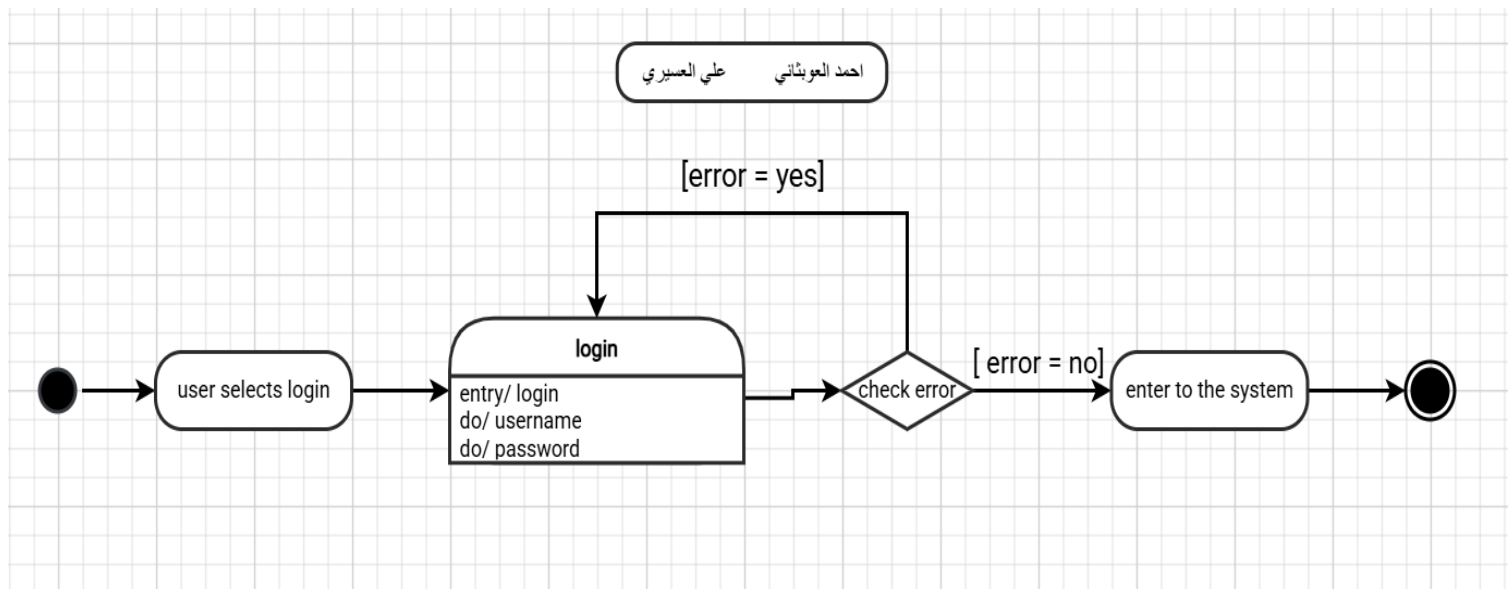 احمد العوبثاني علي العسيري
[error = yes]
login
user selects login
entry/ login
do/ username
do/ password
check error
[ error = no]
enter to the system